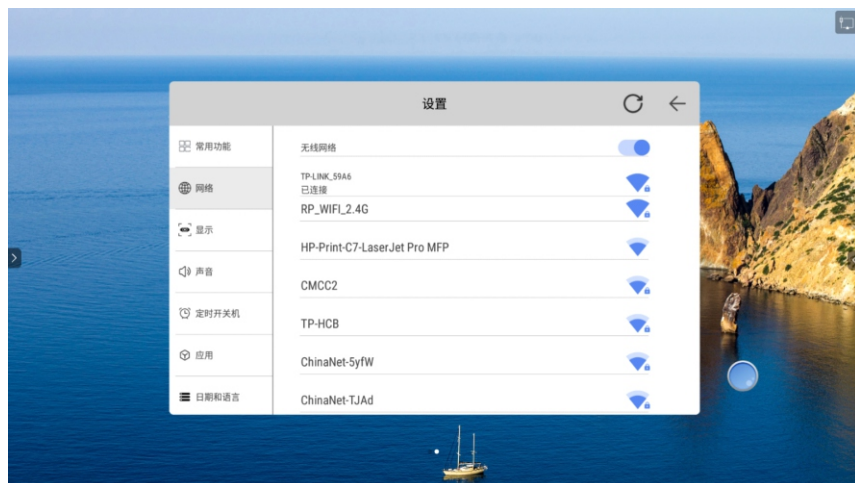 设置
常用功能
网络
显示
声音
定时开关机
应用
日期和语言
无线网络
TP-LINK_59A6
已连接
RP_WIFI_2.4G
HP-Print-C7-LaserJet Pro MFP
CMCC2
TP-HCB
ChinaNet-5yfW
ChinaNet-TJAd